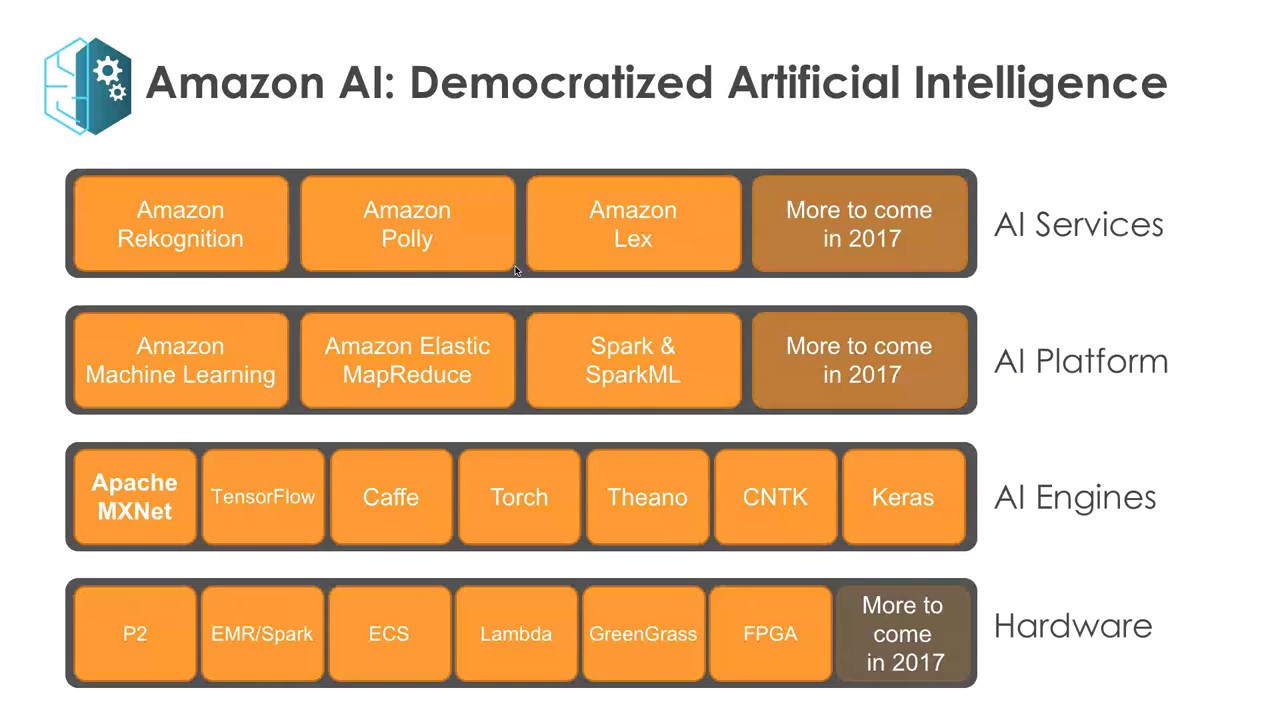 Amazon AI: Democratized Artificial Intelligence
Amazon
Rekognition
Amazon
Polly
Amazon
Lex
More to come
in 2017
AI Services
Amazon
Machine Learning
Amazon Elastic
MapReduce
Spark &
SparkML
More to come
in 2017
AI Platform
Apache
MXNet
TensorFlow
Caffe
Torch
Theano
CNTK
Keras
AI Engines
P2
EMR/Spark
ECS
Lambda
GreenGrass
FPGA
More to
come
in 2017
Hardware